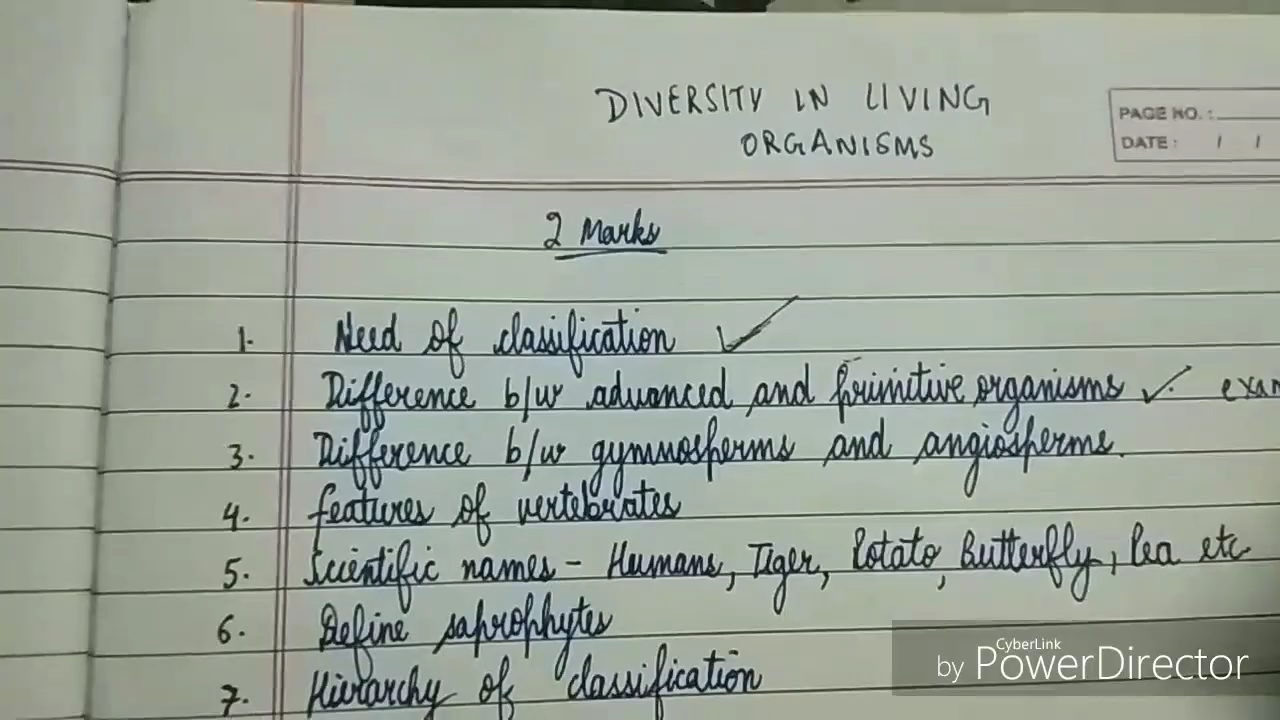 DIVERSITY IN LIVING
ORGANISMS
PAGE NO.:
DATE: / /
2 Marks
1. Need of classification ✓
2. Difference b/w advanced and primitive organisms ✓ exam
3. Difference b/w gymnosperms and angiosperms.
4. features of vertebrates
5. Scientific names - Humans, Tiger, Potato, Butterfly, Pea etc
6. Define saprophytes
7. Hierarchy of classification
CyberLink
by PowerDirector